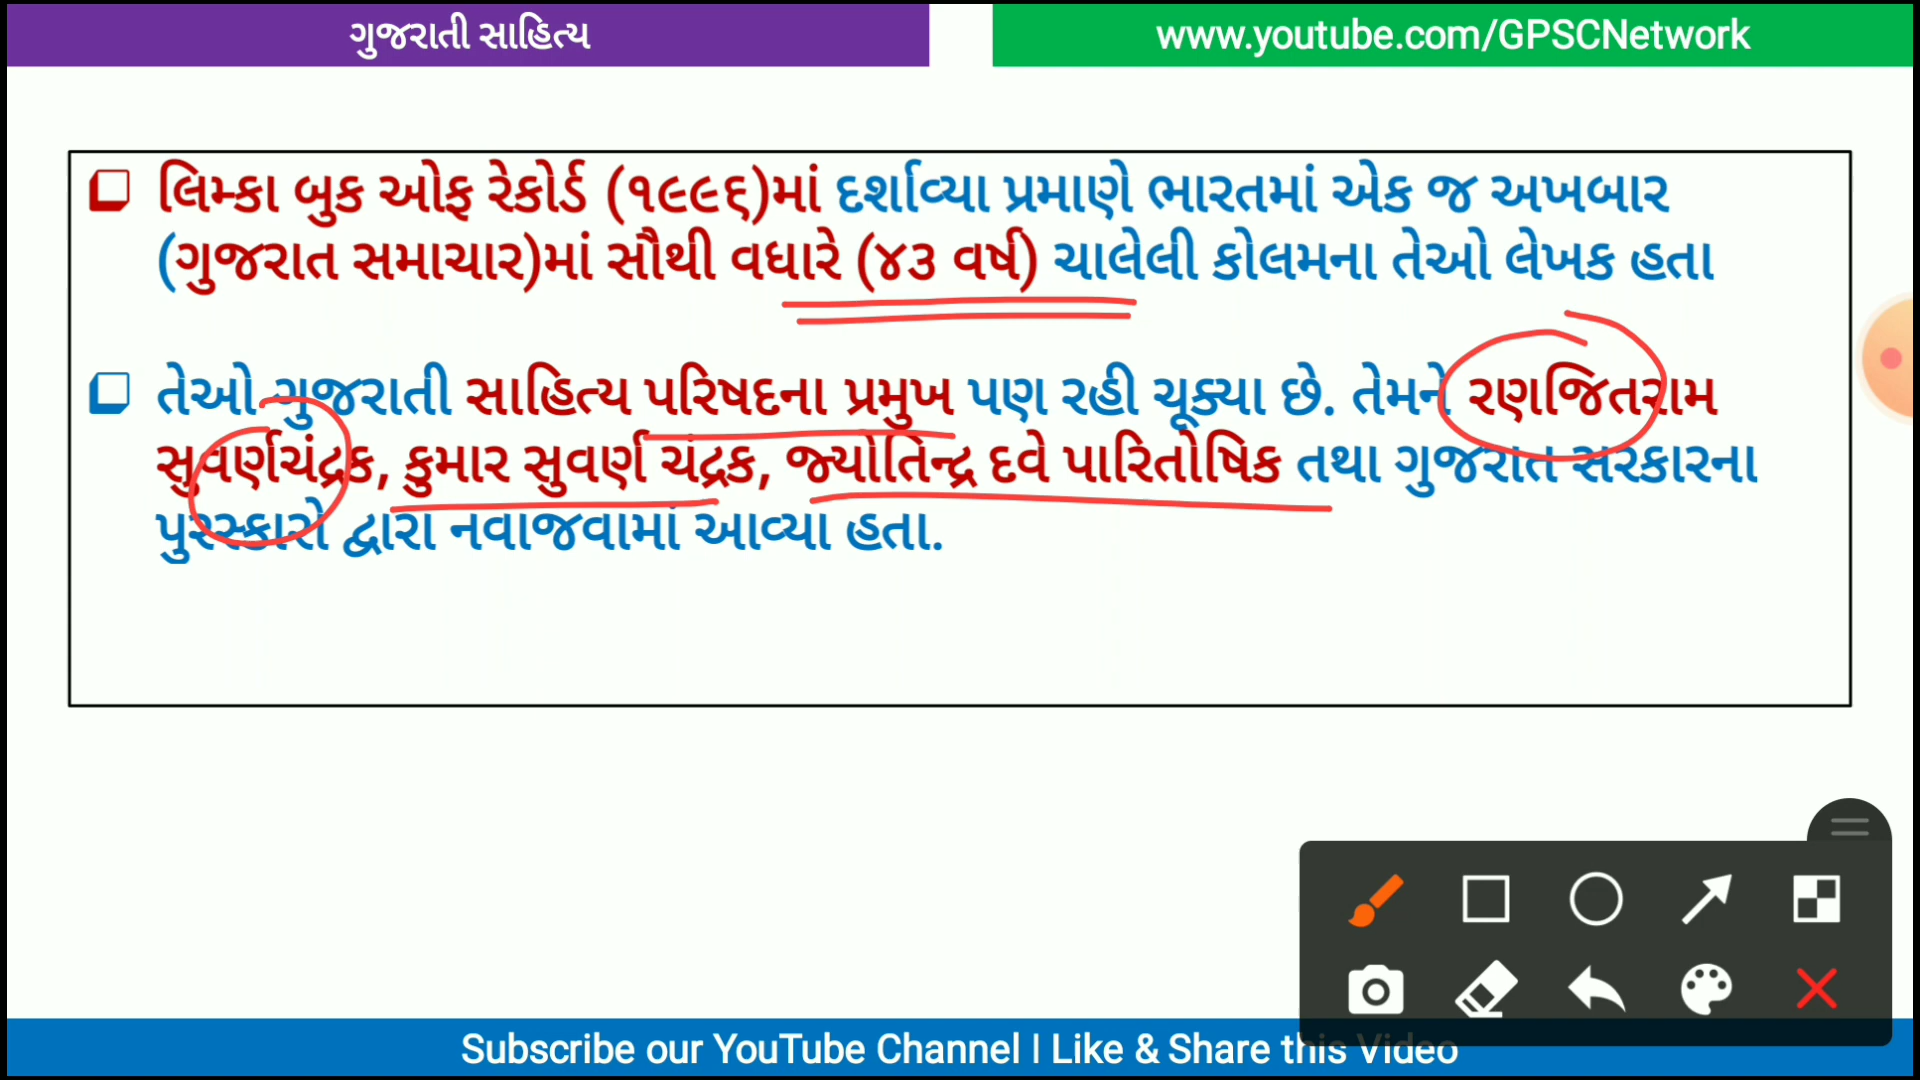 ગુજરાતી સાહિત્ય
www.youtube.com/GPSCNetwork
લિમ્કા બુક ઓફ રેકોર્ડ (૧૯૯૬)માં દર્શાવ્યા પ્રમાણે ભારતમાં એક જ અખબાર
(ગુજરાત સમાચાર)માં સૌથી વધારે (૪૩ વર્ષ) ચાલેલી કોલમના તેઓ લેખક હતા
તેઓ ગુજરાતી સાહિત્ય પરિષદના પ્રમુખ પણ રહી ચૂક્યા છે. તેમને રણજિતરામ
સુવર્ણચંદ્રક, કુમાર સુવર્ણ ચંદ્રક, જ્યોતિન્દ્ર દવે પારિતોષિક તથા ગુજરાત સરકારના
પુરસ્કારો દ્વારા નવાજવામાં આવ્યા હતા.
Subscribe our YouTube Channel | Like & Share this Video